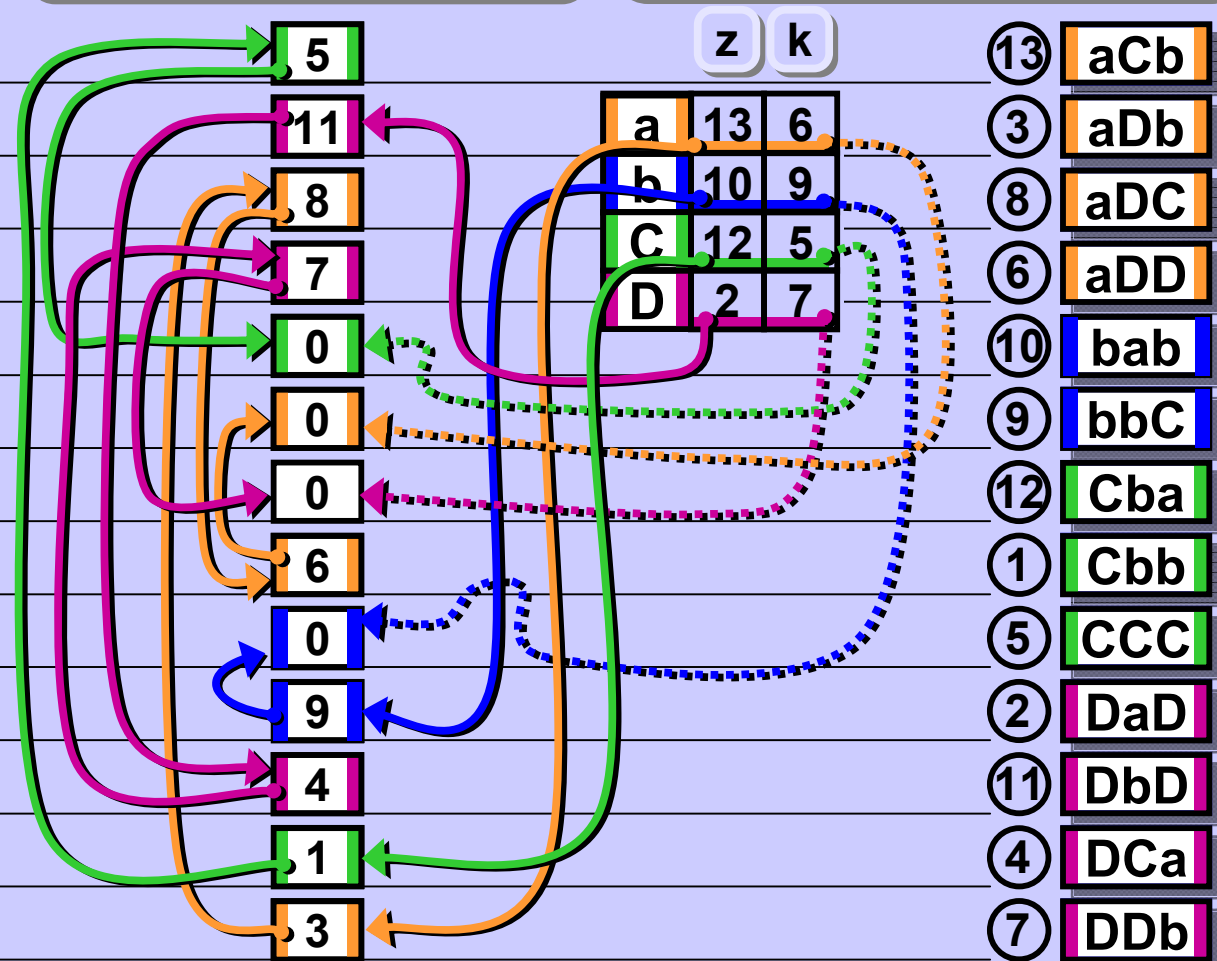 z k
5 13 aCb
11 a 13 6 3 aDb
8 b 10 9 8 aDC
7 C 12 5 6 aDD
D 2 7
0 10 bab
0 9 bbC
0 12 Cba
6 1 Cbb
0 5 CCC
9 2 DaD
4 11 DbD
1 4 DCa
3 7 DDb